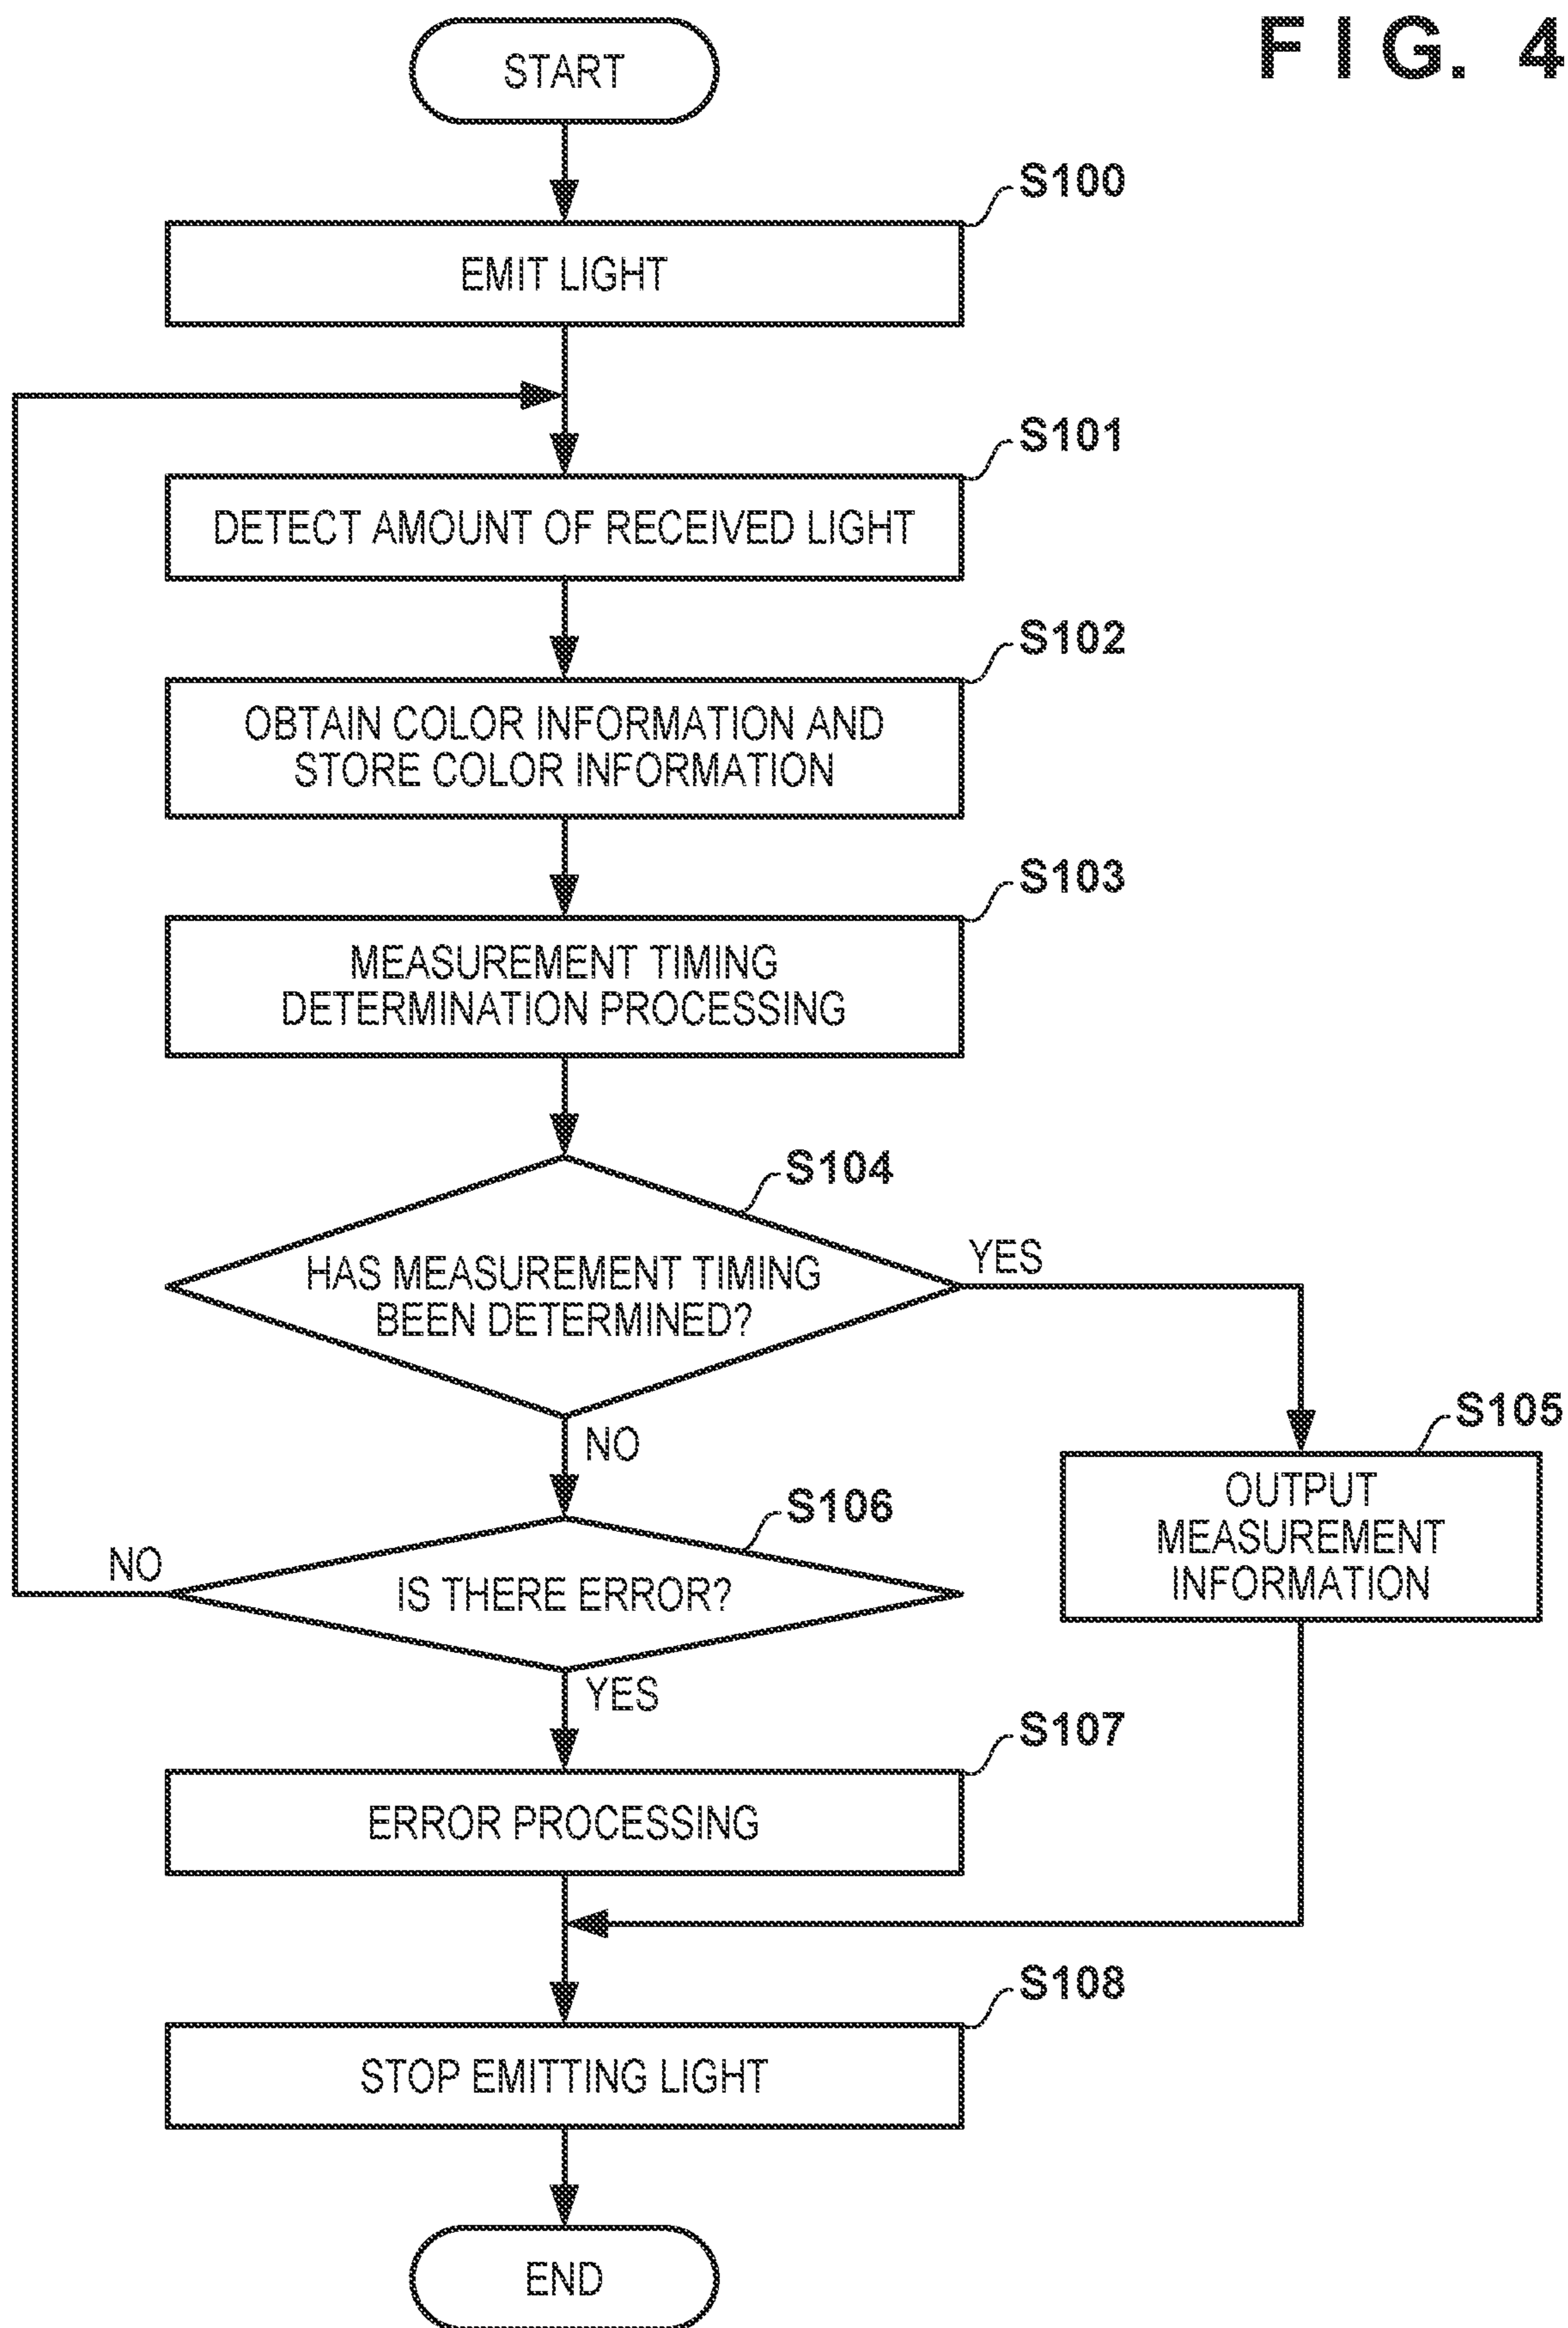 FIG. 4
START
S100
EMIT LIGHT
S101
DETECT AMOUNT OF RECEIVED LIGHT
S102
OBTAIN COLOR INFORMATION AND
STORE COLOR INFORMATION
S103
MEASUREMENT TIMING
DETERMINATION PROCESSING
S104
HAS MEASUREMENT TIMING
BEEN DETERMINED?
YES
NO
S105
OUTPUT
MEASUREMENT
INFORMATION
S106
IS THERE ERROR?
NO
YES
S107
ERROR PROCESSING
S108
STOP EMITTING LIGHT
END